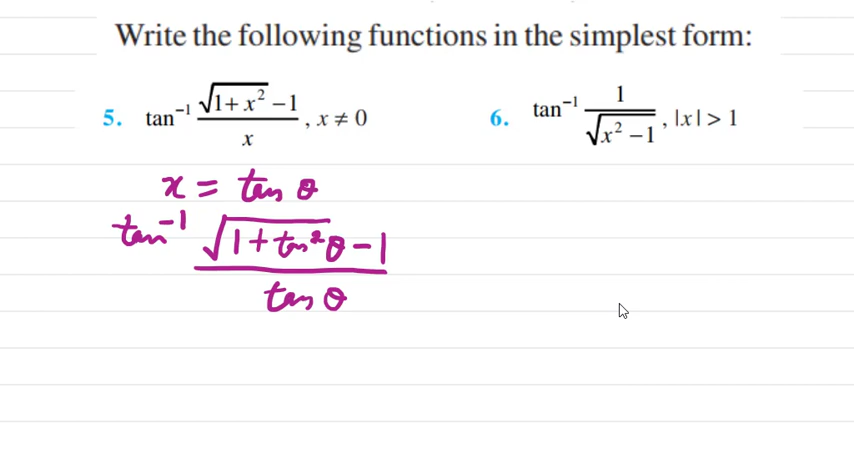 Write the following functions in the simplest form:
5. tan⁻¹ (√(1+x²) −1)/x , x ≠ 0
6. tan⁻¹ 1/√(x² −1) , |x| > 1
x = tan θ
tan⁻¹ (√(1+tan²θ) −1)/tan θ